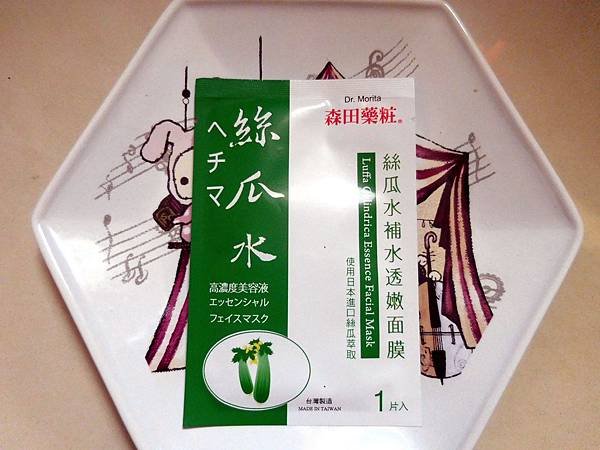 絲瓜水
ヘチマ
高濃度美容液
エッセンシャル
フェイスマスク
Dr. Morita
森田藥粧®
絲瓜水補水透嫩面膜
Luffa Cylindrica Essence Facial Mask
使用日本進口絲瓜萃取
台灣製造
MADE IN TAIWAN
1片入